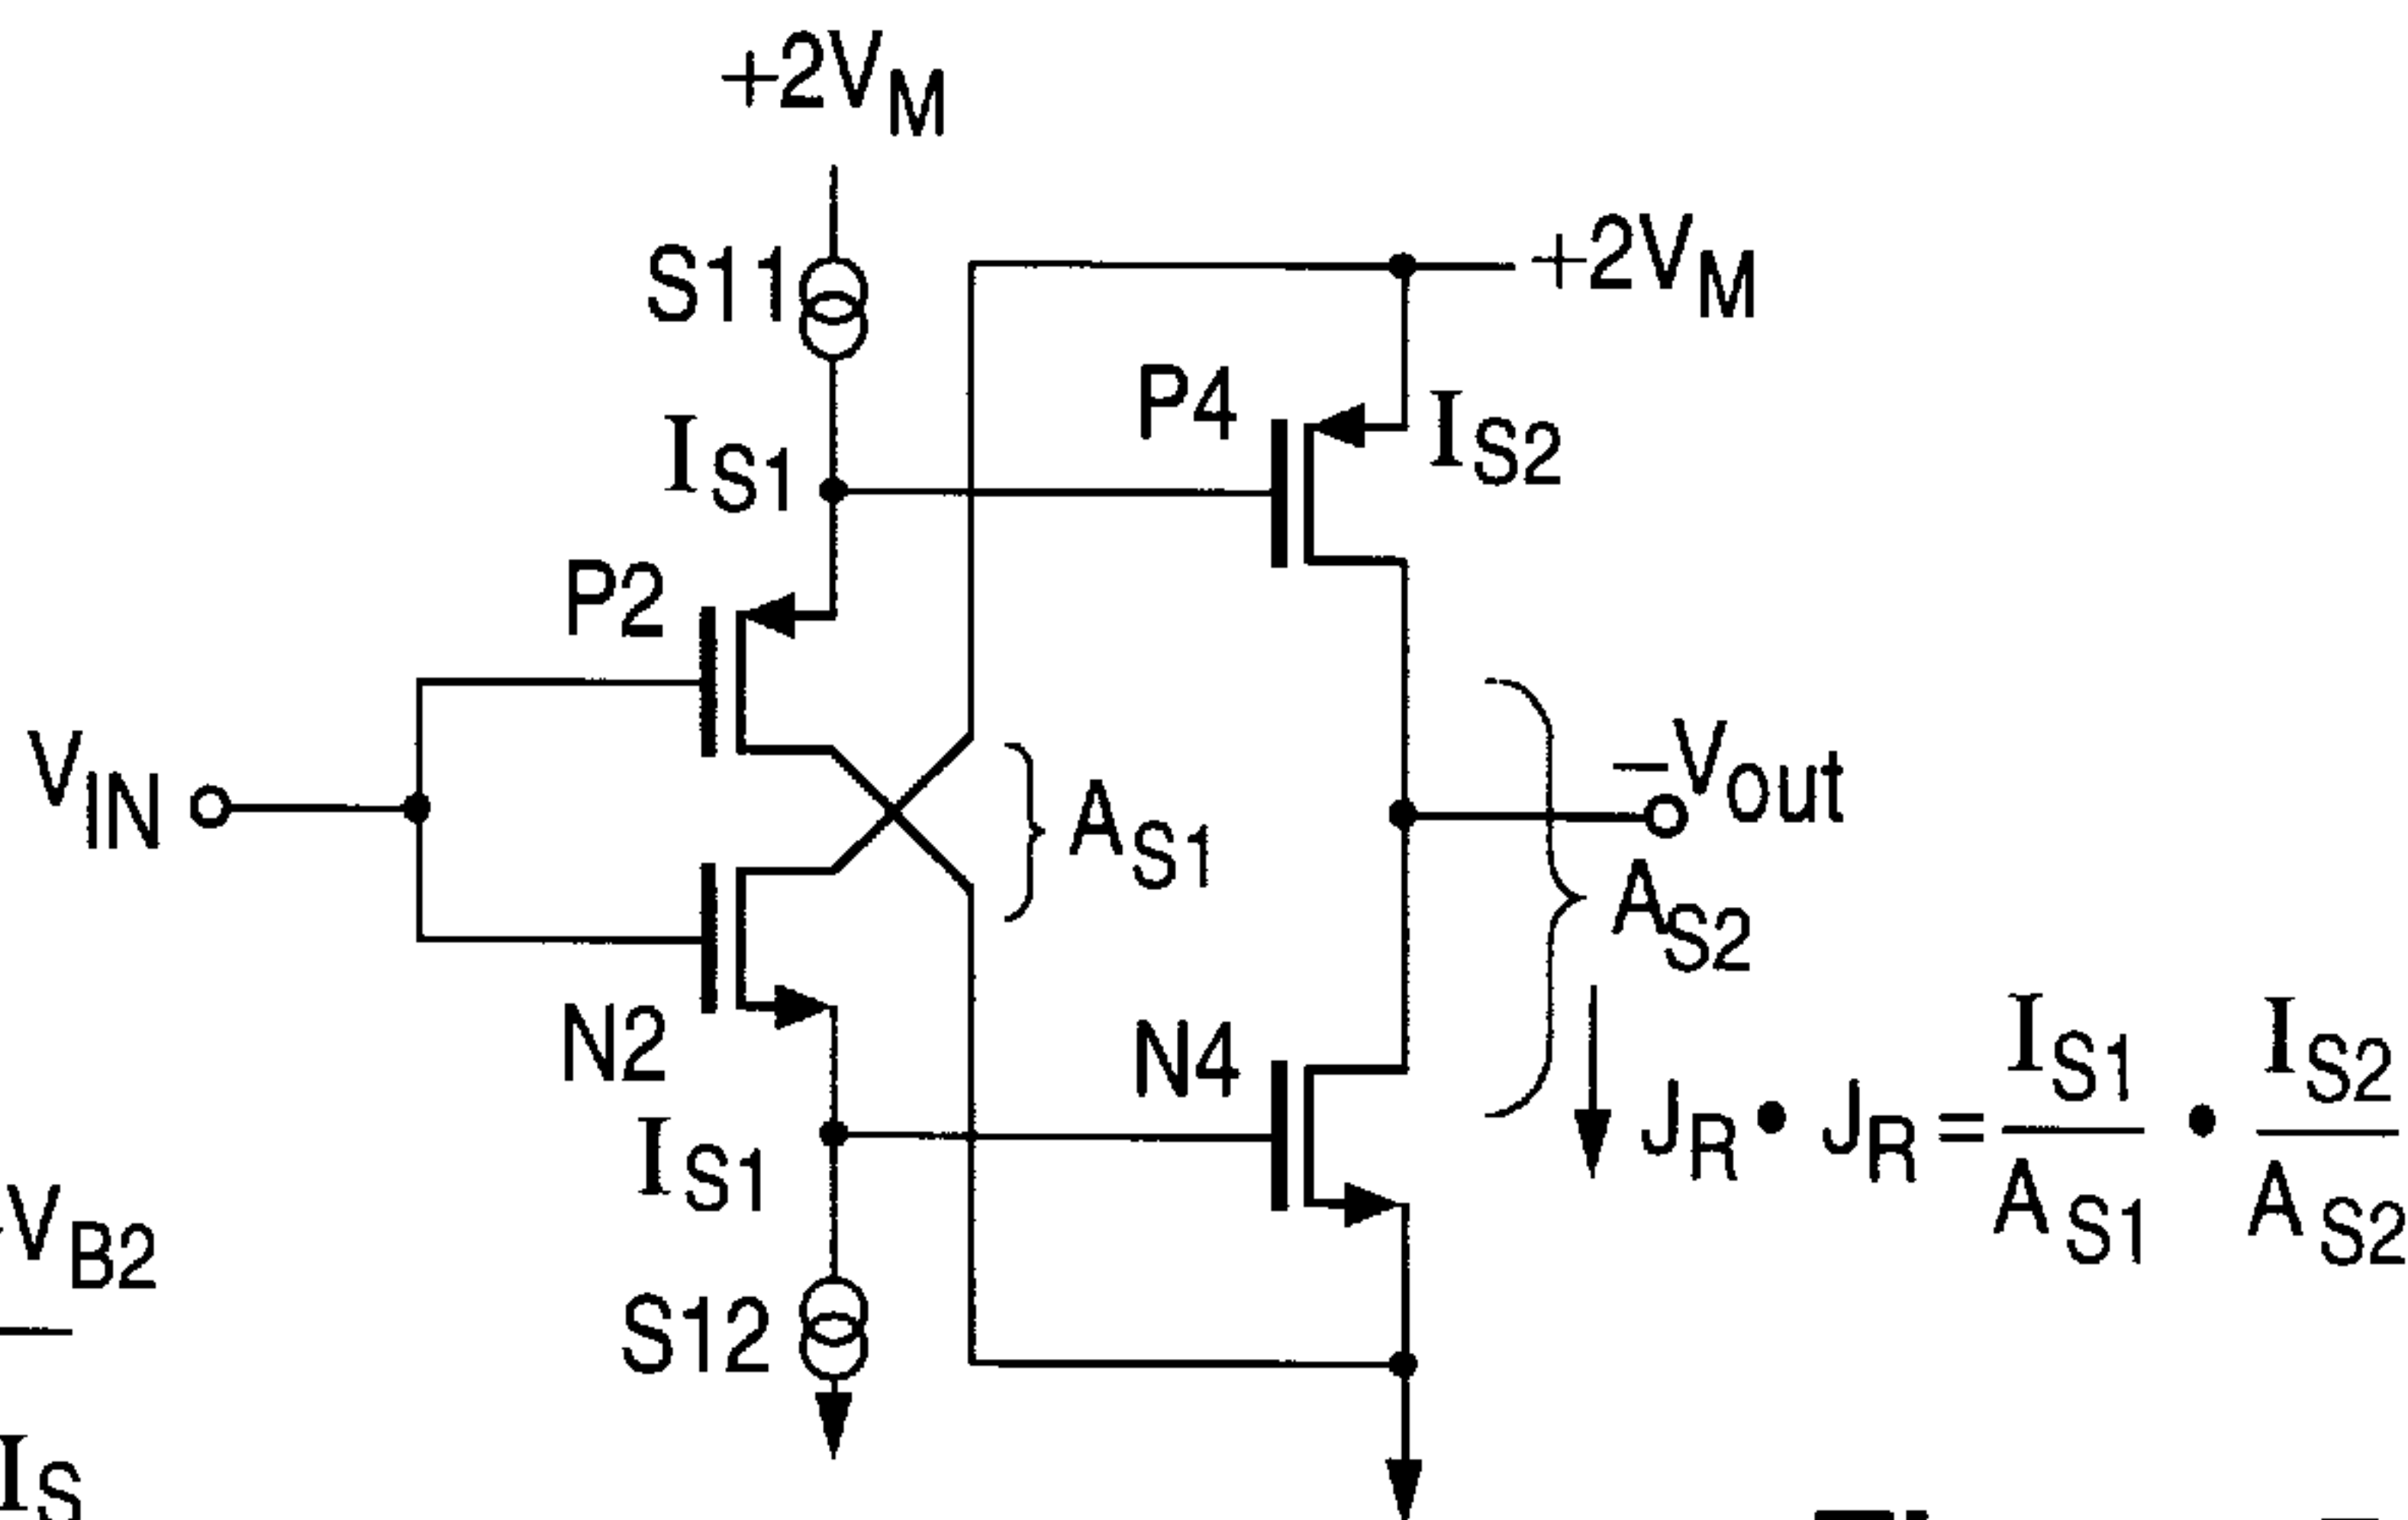 +2VM
S11
+2VM
P4
IS2
IS1
P2
VIN
AS1
−Vout
AS2
N2
N4
IS1
JR • JR = IS1/AS1 • IS2/AS2
VB2
S12
IS